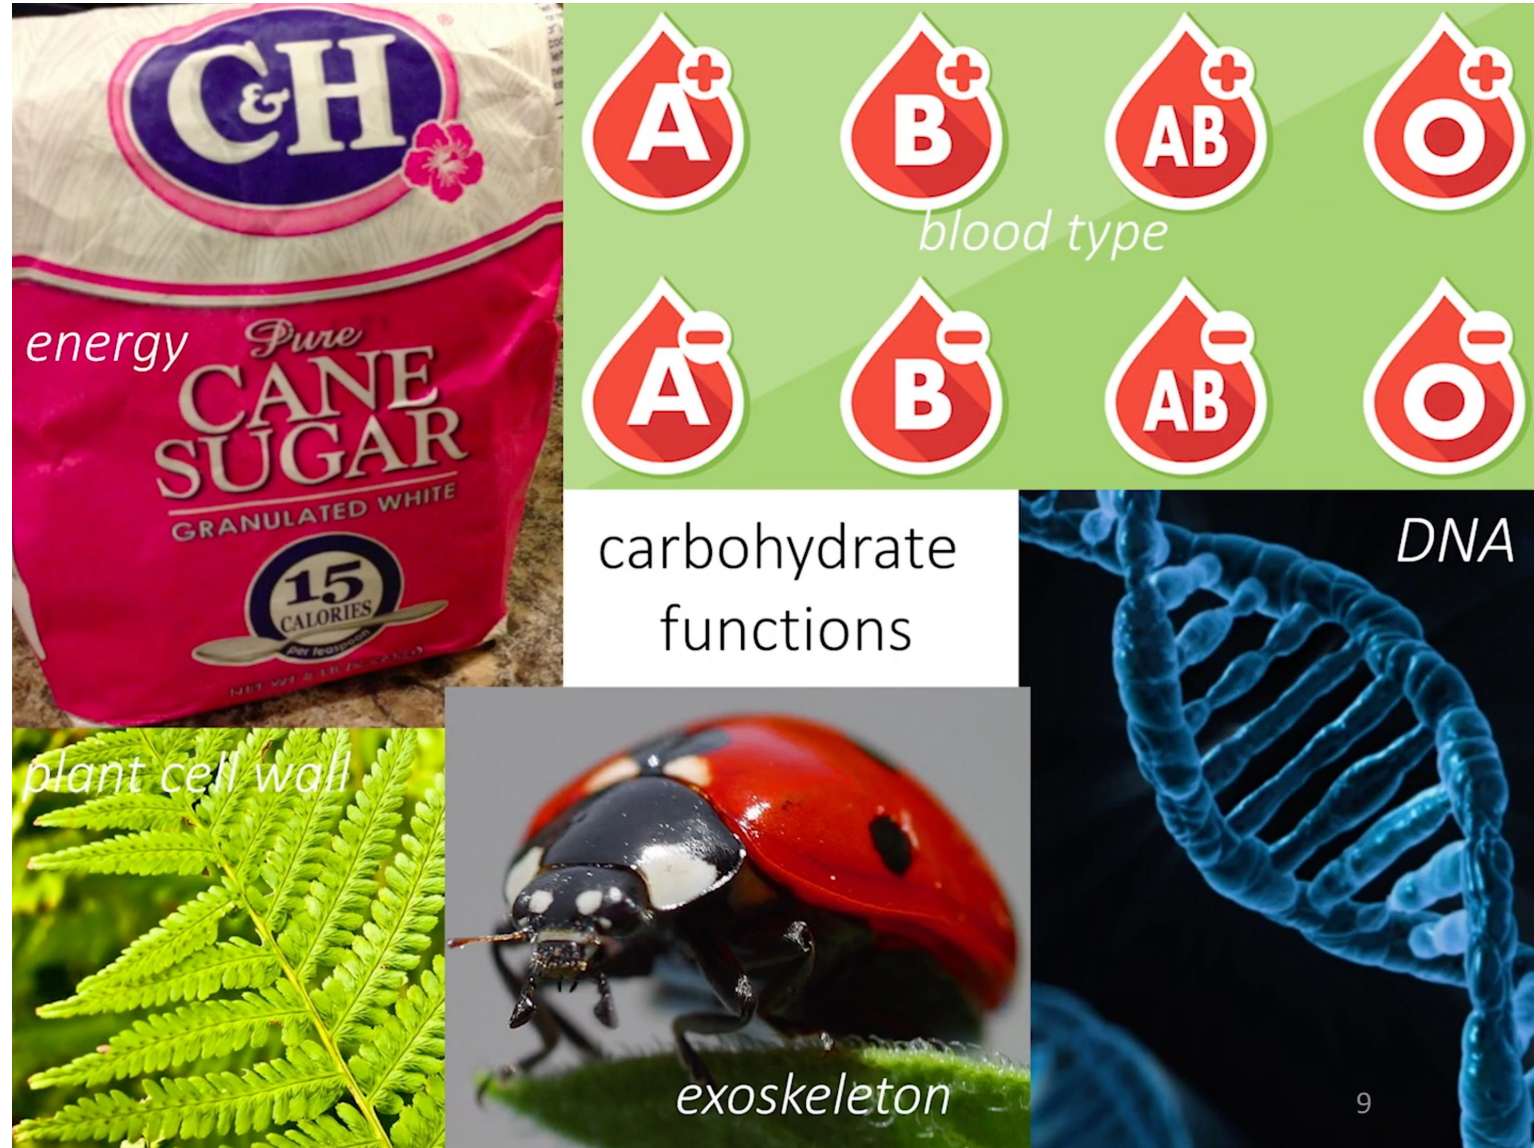 C&H
®
energy
Pure
CANE
SUGAR
GRANULATED WHITE
15
CALORIES
per teaspoon
A+
B+
AB+
O+
blood type
A-
B-
AB-
O-
carbohydrate
functions
DNA
plant cell wall
exoskeleton
9